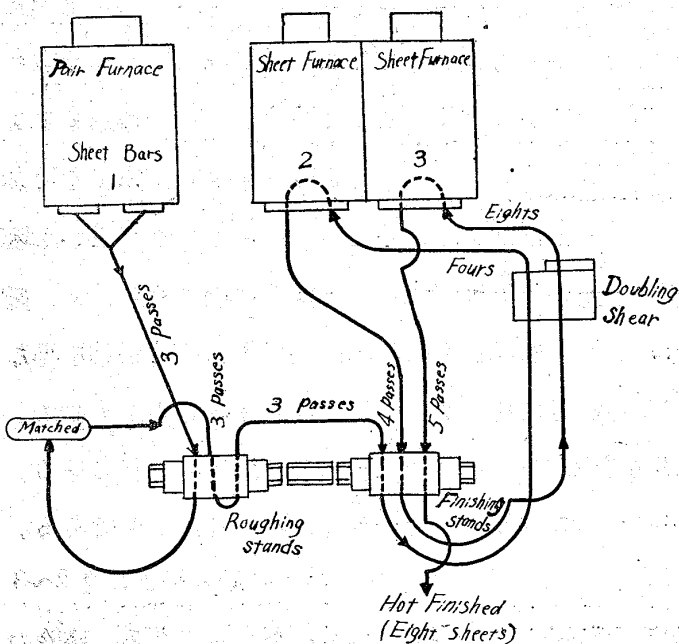 Pair Furnace
Sheet Bars
1
Sheet Furnace
2
Sheet Furnace
3
Eights
Fours
Doubling
Shear
3 Passes
Matched
3 Passes
3 Passes
4 Passes
5 Passes
Roughing
stands
Finishing
stands
Hot Finished
(Eight sheets)